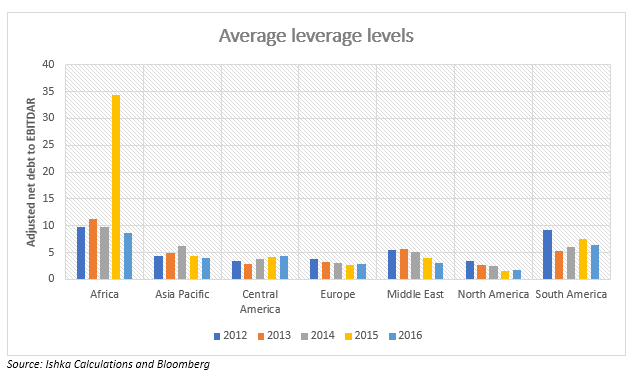 Average leverage levels
Adjusted net debt to EBITDAR
40
35
30
25
20
15
10
5
0
Africa
Asia Pacific
Central
America
Europe
Middle East
North America
South America
2012
2013
2014
2015
2016
Source: Ishka Calculations and Bloomberg